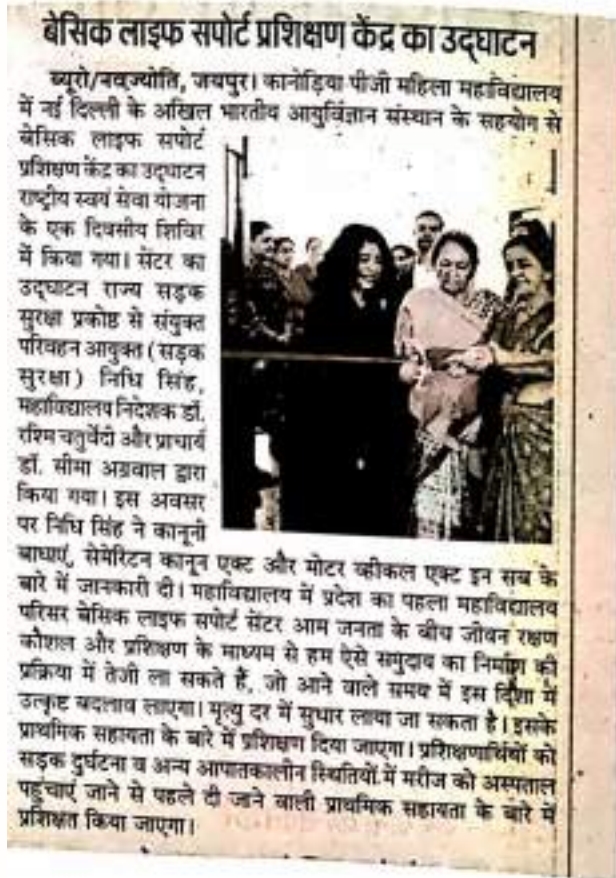 बेसिक लाइफ सपोर्ट प्रशिक्षण केंद्र का उद्घाटन
ब्यूरो/नवज्योति, जयपुर। कानोड़िया पीजी महिला महाविद्यालय
में नई दिल्ली के अखिल भारतीय आयुर्विज्ञान संस्थान के सहयोग से
बेसिक लाइफ सपोर्ट
प्रशिक्षण केंद्र का उद्घाटन
राष्ट्रीय स्वयं सेवा योजना
के एक दिवसीय शिविर
में किया गया। सेंटर का
उद्घाटन राज्य सड़क
सुरक्षा प्रकोष्ठ से संयुक्त
परिवहन आयुक्त (सड़क
सुरक्षा) निधि सिंह,
महाविद्यालय निदेशक डॉ.
रश्मि चतुर्वेदी और प्राचार्य
डॉ. सीमा अग्रवाल द्वारा
किया गया। इस अवसर
पर निधि सिंह ने कानूनी
बाधाएं, सेमेरिटन कानून एक्ट और मोटर व्हीकल एक्ट इन सब के
बारे में जानकारी दी। महाविद्यालय में प्रदेश का पहला महाविद्यालय
परिसर बेसिक लाइफ सपोर्ट सेंटर आम जनता के बीच जीवन रक्षण
कौशल और प्रशिक्षण के माध्यम से हम ऐसे समुदाय का निर्माण की
प्रक्रिया में तेजी ला सकते हैं, जो आने वाले समय में इस दिशा में
उत्कृष्ट बदलाव लाएगा। मृत्यु दर में सुधार लाया जा सकता है। इसके
प्राथमिक सहायता के बारे में प्रशिक्षण दिया जाएगा। प्रशिक्षणार्थियों को
सड़क दुर्घटना व अन्य आपातकालीन स्थितियों में मरीज को अस्पताल
पहुंचाएं जाने से पहले दी जाने वाली प्राथमिक सहायता के बारे में
प्रशिक्षत किया जाएगा।